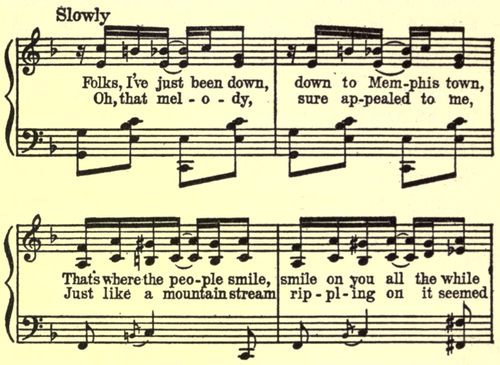 Slowly
Folks, I've just been down, down to Mem-phis town,
Oh, that mel-o-dy, sure ap-pealed to me,
That's where the peo-ple smile, smile on you all the while
Just like a mountain stream rip-pl-ing on it seemed